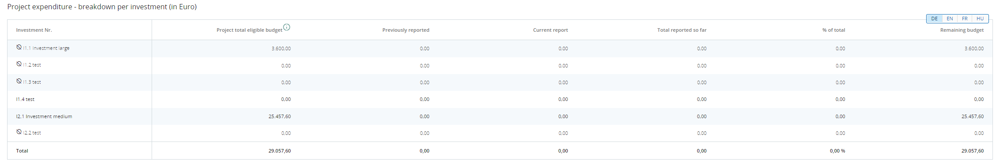 Project expenditure - breakdown per investment (in Euro)
DE EN FR HU
Investment Nr. Project total eligible budget Previously reported Current report Total reported so far % of total Remaining budget
I1.1 Investment large 3.600,00 0,00 0,00 0,00 0,00 3.600,00
I1.2 test 0,00 0,00 0,00 0,00 0,00 0,00
I1.3 test 0,00 0,00 0,00 0,00 0,00 0,00
I1.4 test 0,00 0,00 0,00 0,00 0,00 0,00
I2.1 Investment medium 25.457,60 0,00 0,00 0,00 0,00 25.457,60
I2.2 test 0,00 0,00 0,00 0,00 0,00 0,00
Total 29.057,60 0,00 0,00 0,00 0,00 % 29.057,60